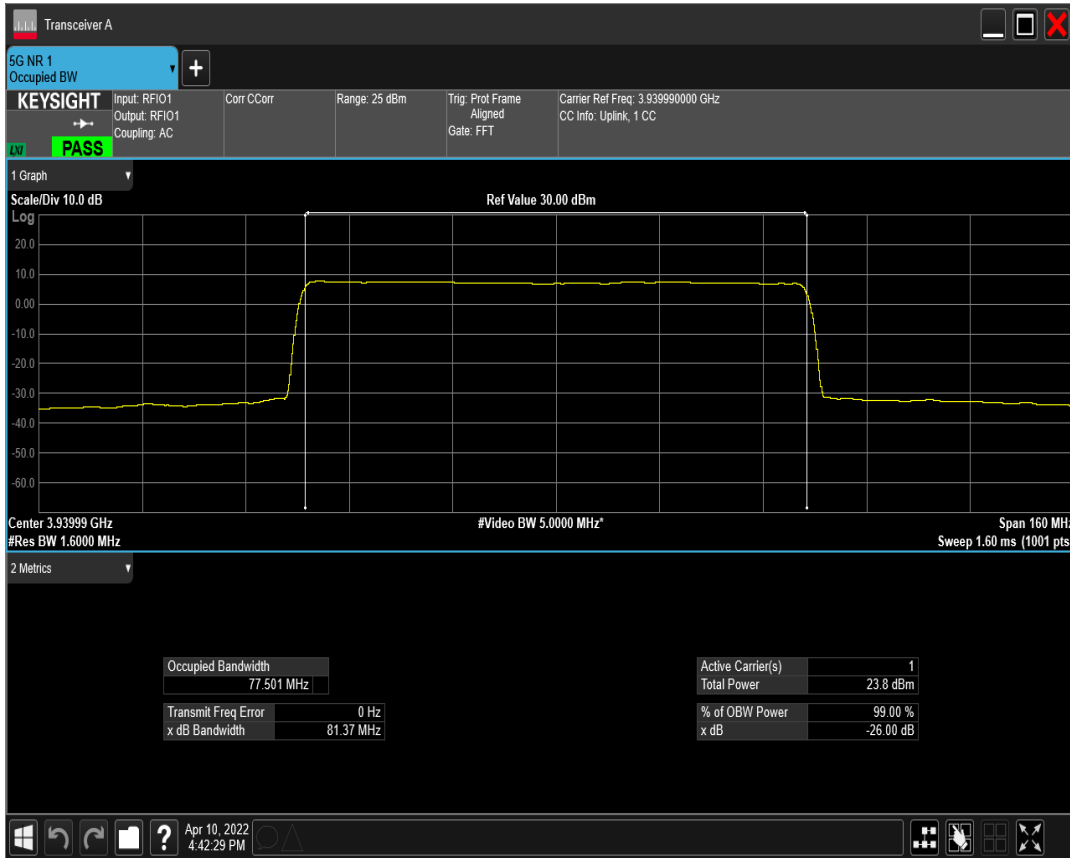 Transceiver A
5G NR 1
Occupied BW
KEYSIGHT
Input: RFIO1
Output: RFIO1
Coupling: AC
Corr CCorr
Range: 25 dBm
Trig: Prot Frame
Aligned
Gate: FFT
Carrier Ref Freq: 3.939990000 GHz
CC Info: Uplink, 1 CC
LXI
PASS
1 Graph
Scale/Div 10.0 dB
Ref Value 30.00 dBm
Log
20.0
10.0
0.00
-10.0
-20.0
-30.0
-40.0
-50.0
-60.0
Center 3.93999 GHz
#Video BW 5.0000 MHz*
Span 160 MHz
#Res BW 1.6000 MHz
Sweep 1.60 ms (1001 pts
2 Metrics
Occupied Bandwidth
77.501 MHz
Transmit Freq Error 0 Hz
x dB Bandwidth 81.37 MHz
Active Carrier(s) 1
Total Power 23.8 dBm
% of OBW Power 99.00 %
x dB -26.00 dB
?
Apr 10, 2022
4:42:29 PM